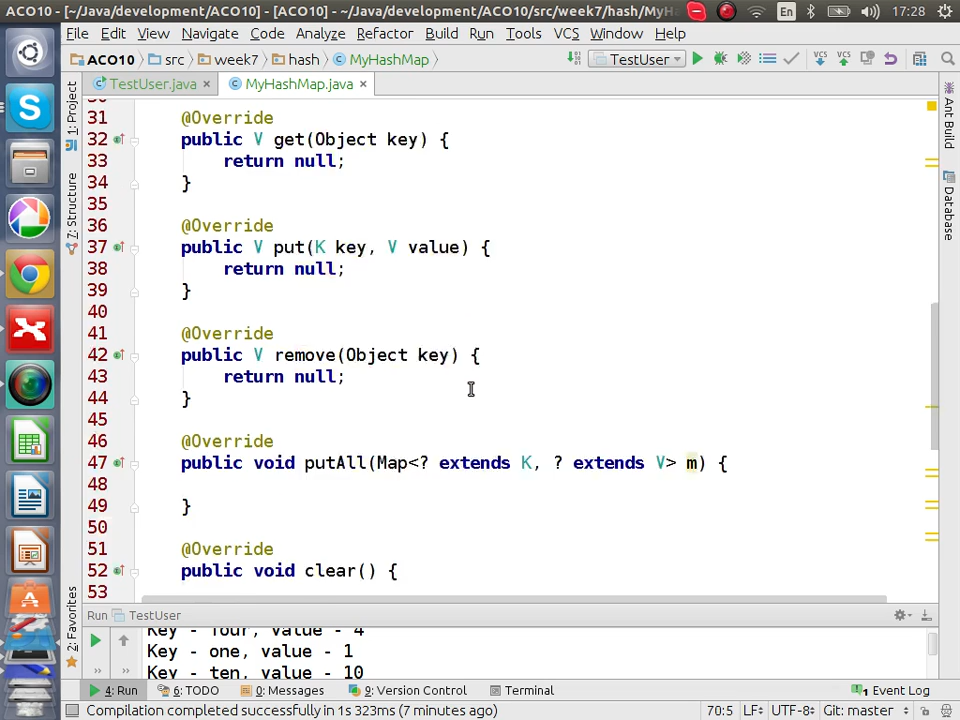 ACO10 - [~/Java/development/ACO10] - [ACO10] - ~/Java/development/ACO10/src/week7/hash/MyHa
En
17:28
File Edit View Navigate Code Analyze Refactor Build Run Tools VCS Window Help
ACO10 src week7 hash MyHashMap
TestUser
VCS VCS
TestUser.java × MyHashMap.java ×
1: Project
7: Structure
2: Favorites
Ant Build
Database
31 @Override
32 public V get(Object key) {
33 return null;
34 }
35
36 @Override
37 public V put(K key, V value) {
38 return null;
39 }
40
41 @Override
42 public V remove(Object key) {
43 return null;
44 }
45
46 @Override
47 public void putAll(Map<? extends K, ? extends V> m) {
48
49 }
50
51 @Override
52 public void clear() {
53
Run TestUser
Key - four, value - 4
Key - one, value - 1
Key - ten, value - 10
4: Run 6: TODO 0: Messages 9: Version Control Terminal 1 Event Log
Compilation completed successfully in 1s 323ms (7 minutes ago) 70:5 LF UTF-8 Git: master